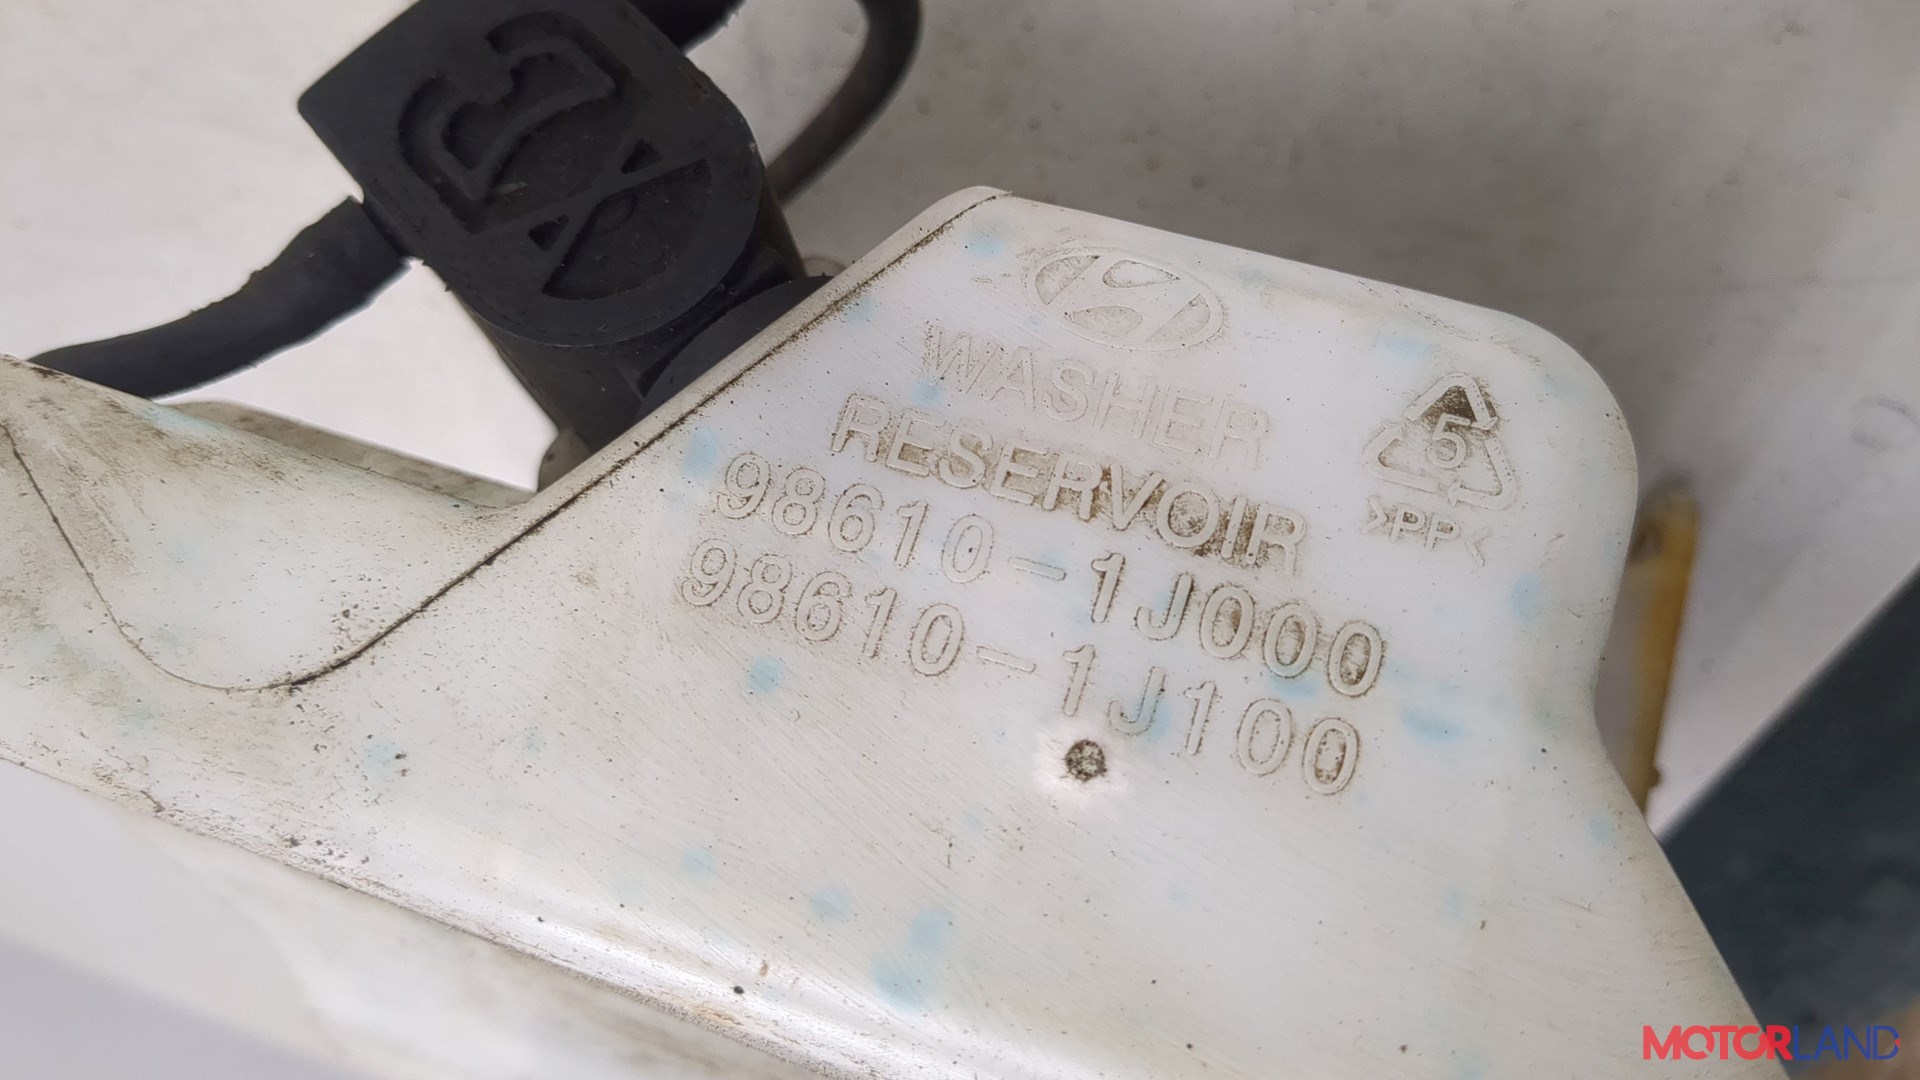 WASHER
RESERVOIR
98610-1J000
98610-1J100
5
>PP<
MOTORLAND